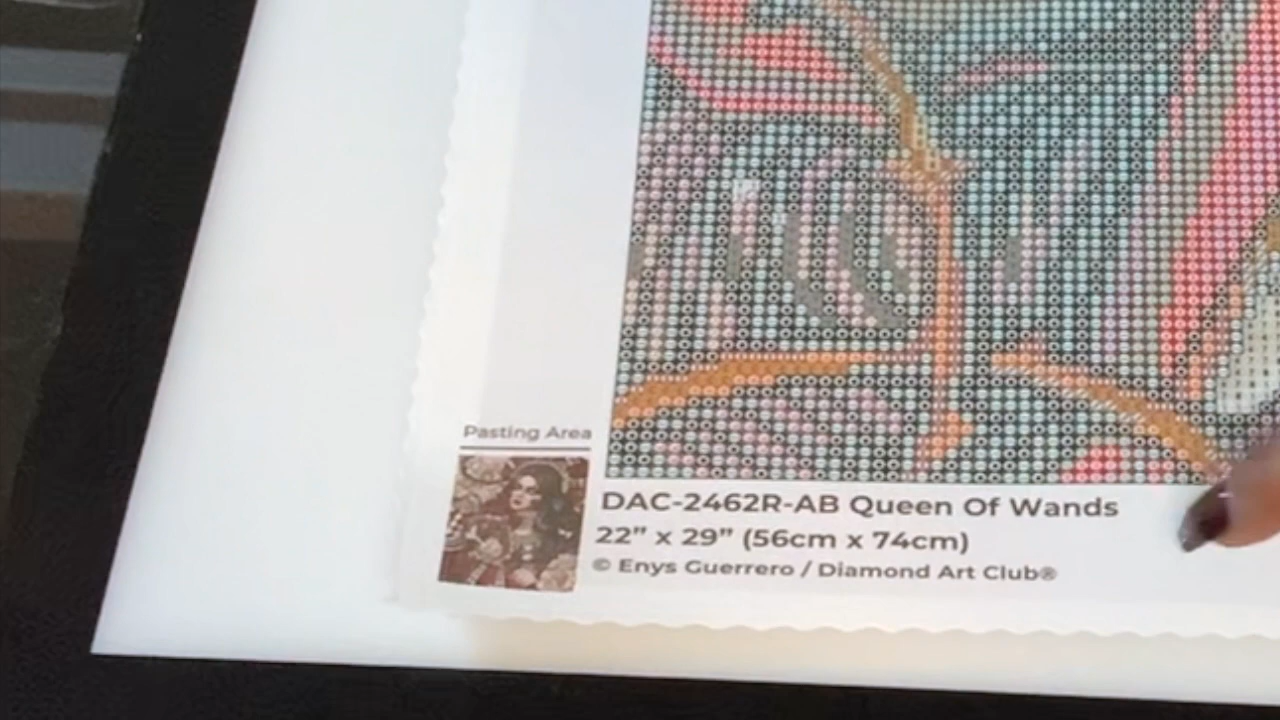 Pasting Area
DAC-2462R-AB Queen Of Wands
22” x 29” (56cm x 74cm)
© Enys Guerrero / Diamond Art Club®